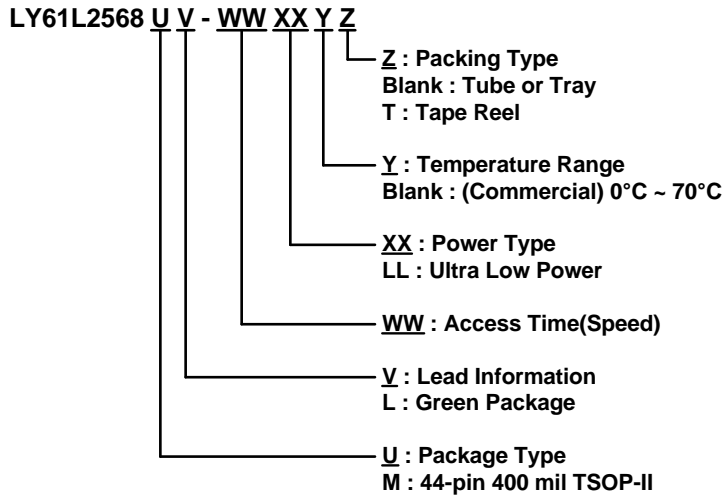 LY61L2568 U V - WW XX Y Z
Z : Packing Type
Blank : Tube or Tray
T : Tape Reel
Y : Temperature Range
Blank : (Commercial) 0°C ~ 70°C
XX : Power Type
LL : Ultra Low Power
WW : Access Time(Speed)
V : Lead Information
L : Green Package
U : Package Type
M : 44-pin 400 mil TSOP-II